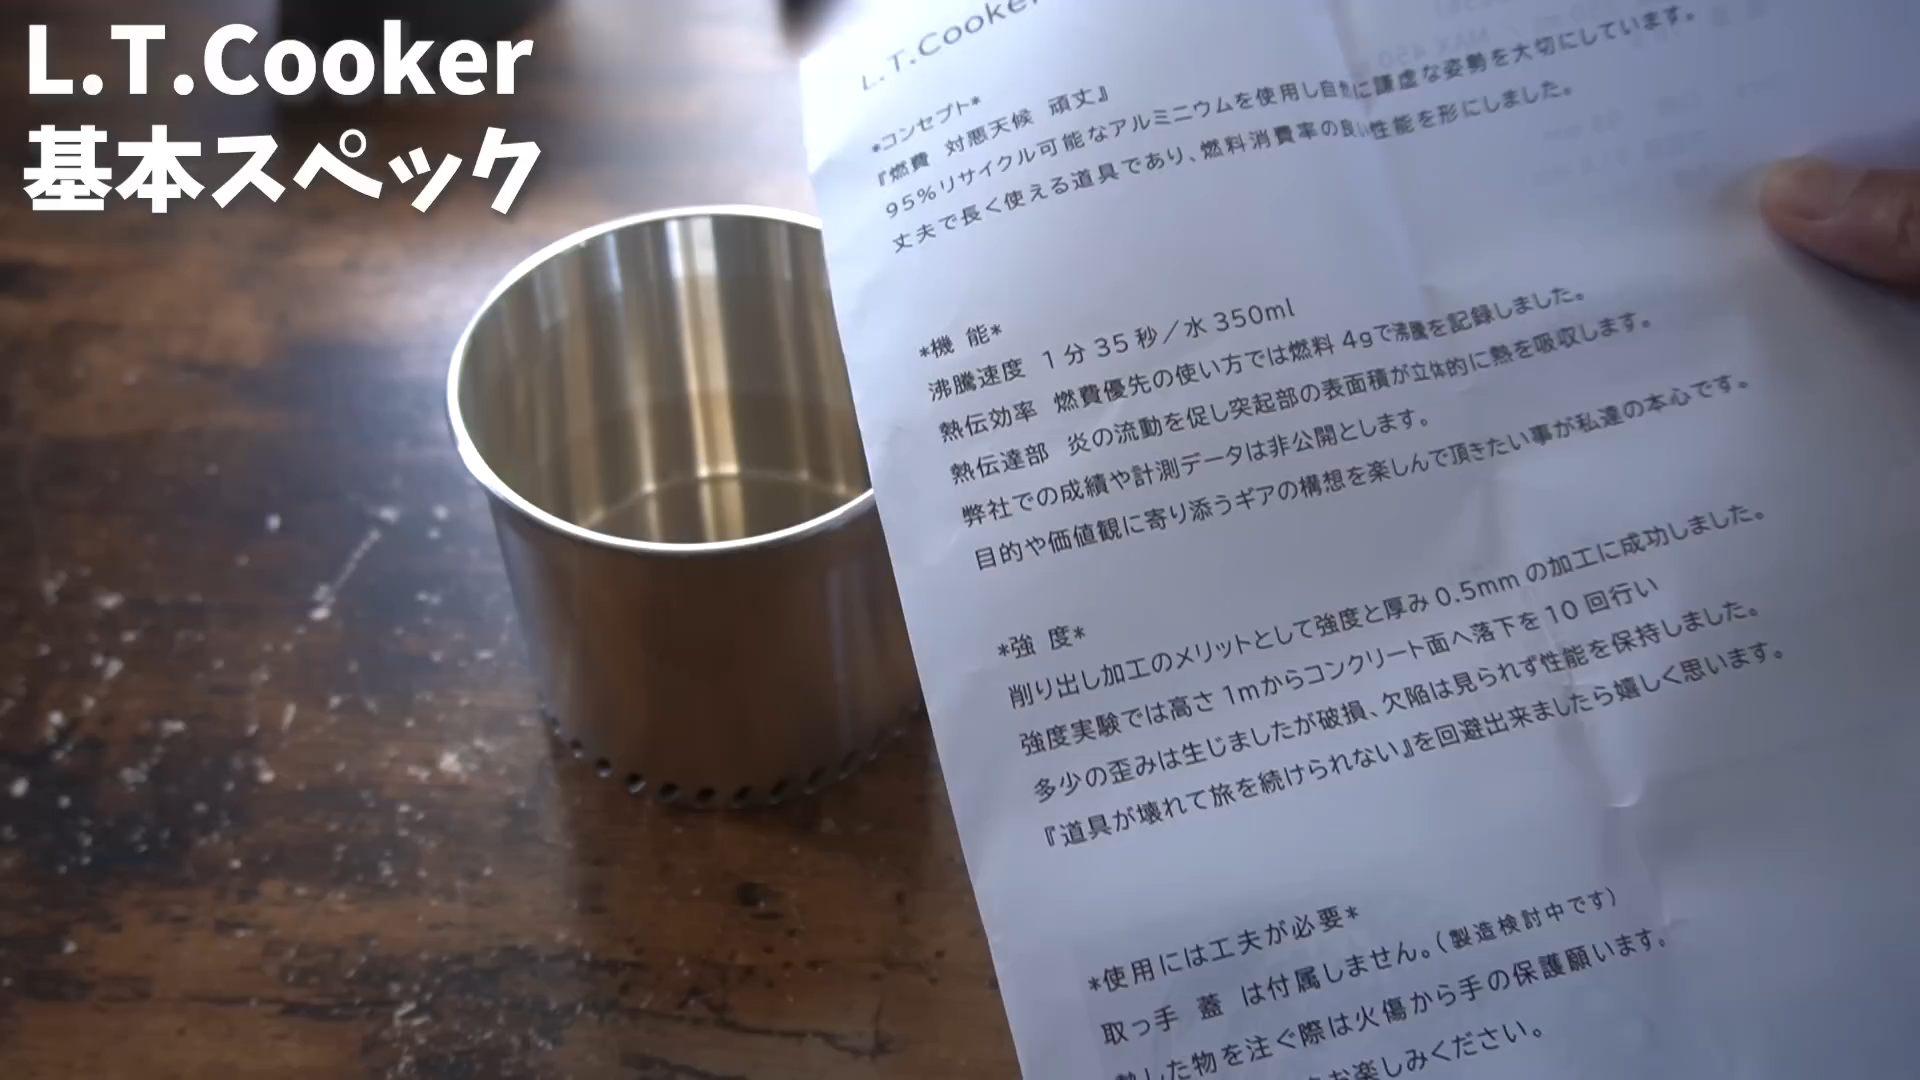 L.T.Cooker
基本スペック
L.T.Cooker
*コンセプト*
『燃費 対悪天候 頑丈』
95%リサイクル可能なアルミニウムを使用し自然に謙虚な姿勢を大切にしています。
丈夫で長く使える道具であり、燃料消費率の良い性能を形にしました。
*機 能*
沸騰速度 1分35秒／水350ml
熱伝効率 燃費優先の使い方では燃料4gで沸騰を記録しました。
熱伝達部 炎の流動を促し突起部の表面積が立体的に熱を吸収します。
弊社での成績や計測データは非公開とします。
目的や価値観に寄り添うギアの構想を楽しんで頂きたい事が私達の本心です。
*強 度*
削り出し加工のメリットとして強度と厚み0.5mmの加工に成功しました。
強度実験では高さ1mからコンクリート面へ落下を10回行い
多少の歪みは生じましたが破損、欠陥は見られず性能を保持しました。
『道具が壊れて旅を続けられない』を回避出来ましたら嬉しく思います。
*使用には工夫が必要*
取っ手 蓋 は付属しません。（製造検討中です）
熱した物を注ぐ際は火傷から手の保護願います。
お楽しみください。
MAX 450